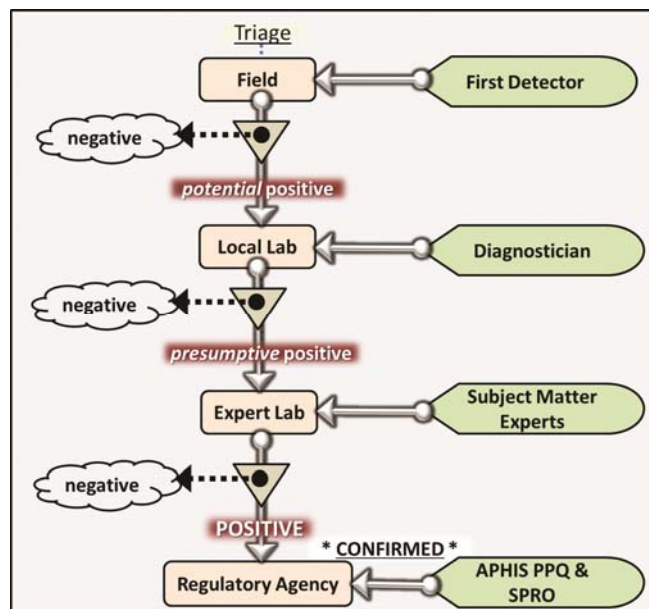 Triage
Field
First Detector
negative
potential positive
Local Lab
Diagnostician
negative
presumptive positive
Expert Lab
Subject Matter
Experts
negative
POSITIVE
* CONFIRMED *
Regulatory Agency
APHIS PPQ &
SPRO